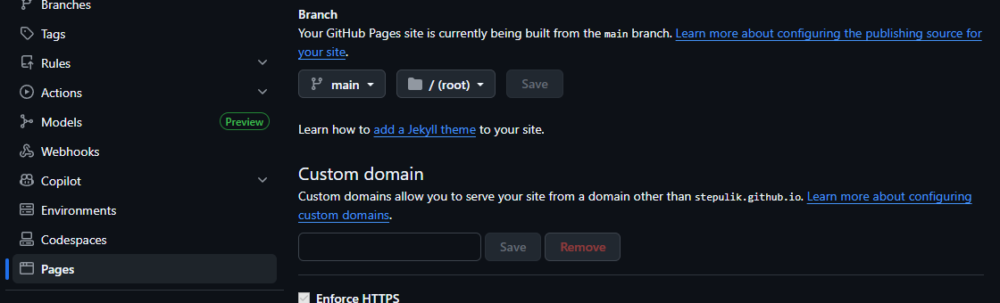 Branches
Tags
Rules
Actions
Models Preview
Webhooks
Copilot
Environments
Codespaces
Pages
Branch
Your GitHub Pages site is currently being built from the main branch. Learn more about configuring the publishing source for
your site.
main / (root) Save
Learn how to add a Jekyll theme to your site.
Custom domain
Custom domains allow you to serve your site from a domain other than stepulik.github.io. Learn more about configuring
custom domains.
Save Remove
Enforce HTTPS